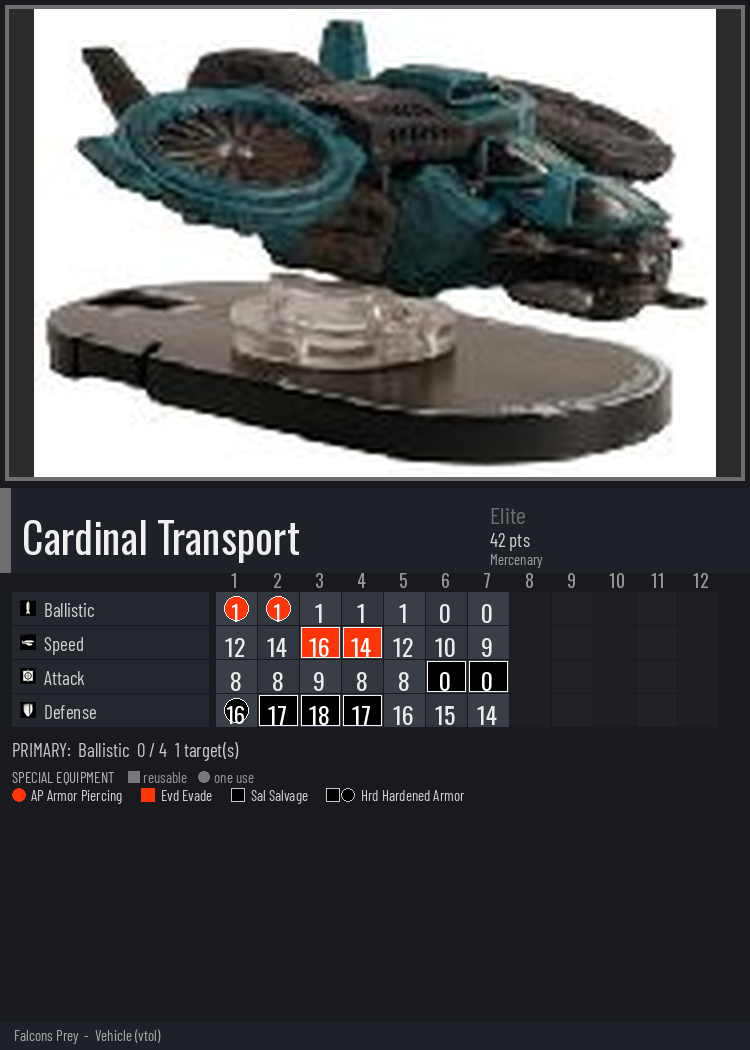 Cardinal Transport
Elite
42 pts
Mercenary
1 2 3 4 5 6 7 8 9 10 11 12
Ballistic 1 1 1 1 1 0 0
Speed 12 14 16 14 12 10 9
Attack 8 8 9 8 8 0 0
Defense 16 17 18 17 16 15 14
PRIMARY: Ballistic 0 / 4 1 target(s)
SPECIAL EQUIPMENT reusable one use
AP Armor Piercing Evd Evade Sal Salvage Hrd Hardened Armor
Falcons Prey - Vehicle (vtol)